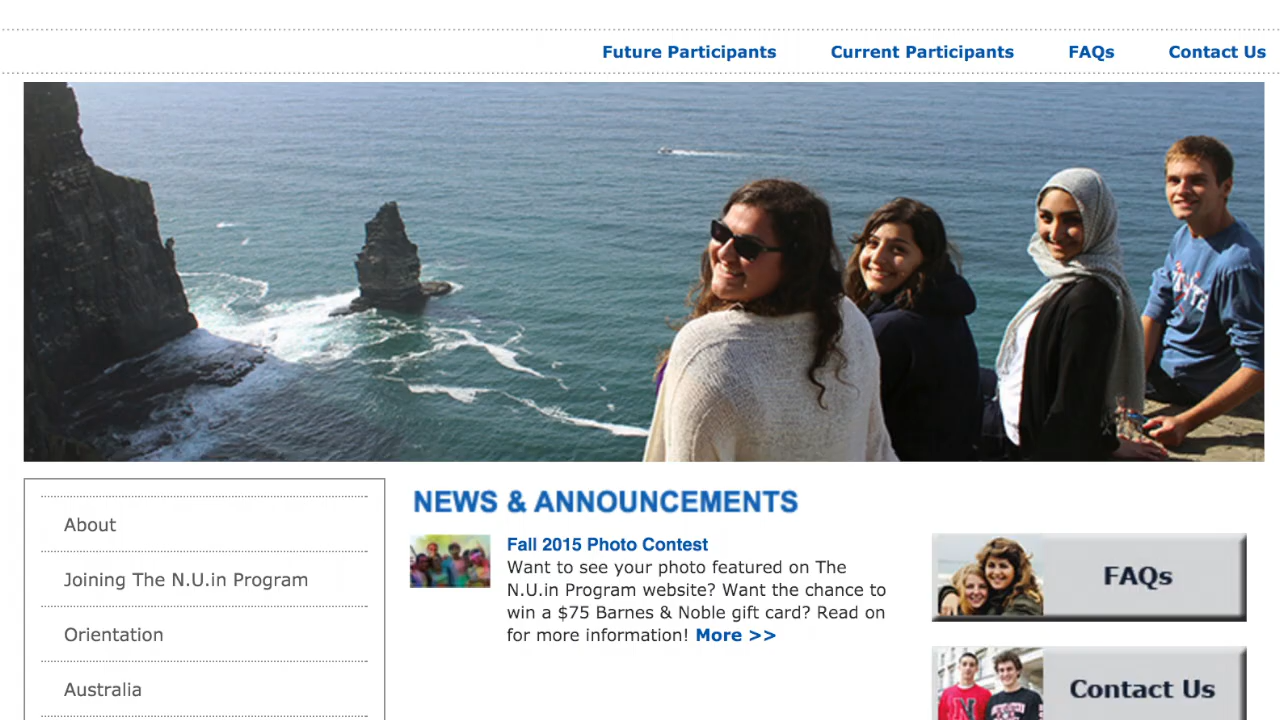 Future Participants
Current Participants
FAQs
Contact Us
About
Joining The N.U.in Program
Orientation
Australia
NEWS & ANNOUNCEMENTS
Fall 2015 Photo Contest
Want to see your photo featured on The
N.U.in Program website? Want the chance to
win a $75 Barnes & Noble gift card? Read on
for more information! More >>
FAQs
Contact Us